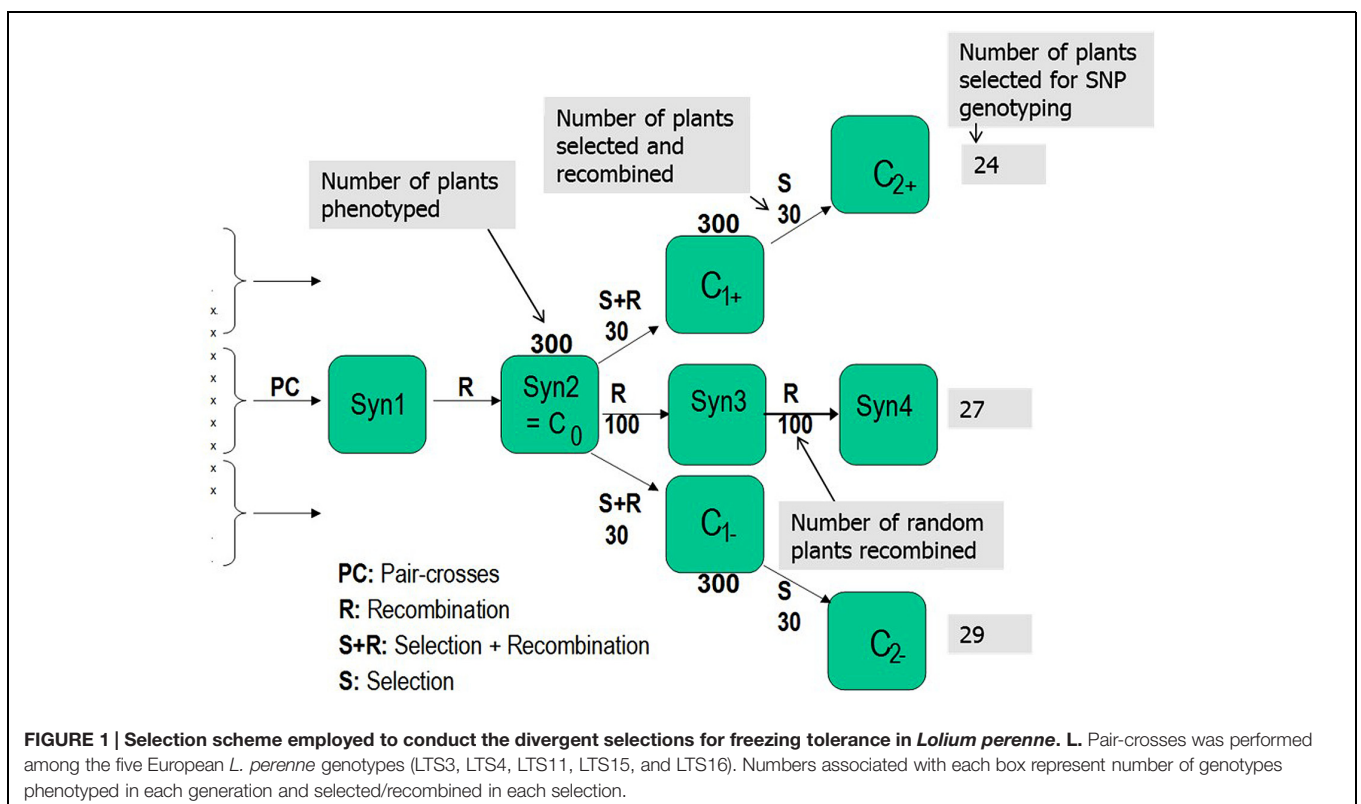 Number of plants
selected for SNP
genotyping
Number of plants
selected and
recombined
C2+
24
S
30
Number of plants
phenotyped
300
C1+
S+R
30
300
x
x
x
x
x
x
x
x
x
PC
Syn1
R
Syn2
= C0
R
100
Syn3
R
100
Syn4
27
S+R
30
C1-
300
Number of random
plants recombined
S
30
C2-
29
PC: Pair-crosses
R: Recombination
S+R: Selection + Recombination
S: Selection
FIGURE 1 | Selection scheme employed to conduct the divergent selections for freezing tolerance in Lolium perenne. L. Pair-crosses was performed
among the five European L. perenne genotypes (LTS3, LTS4, LTS11, LTS15, and LTS16). Numbers associated with each box represent number of genotypes
phenotyped in each generation and selected/recombined in each selection.